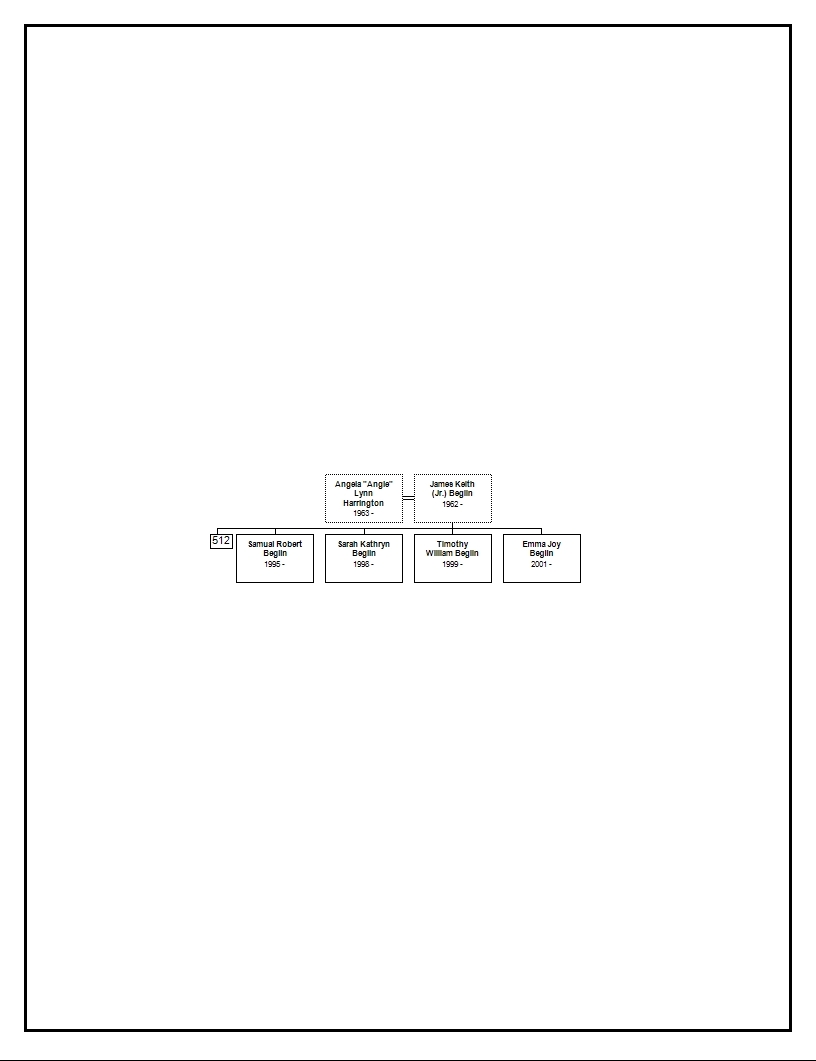 Angela "Angie"
Lynn
Harrington
1963 -
James Keith
(Jr.) Beglin
1962 -
512
Samual Robert
Beglin
1995 -
Sarah Kathryn
Beglin
1998 -
Timothy
William Beglin
1999 -
Emma Joy
Beglin
2001 -